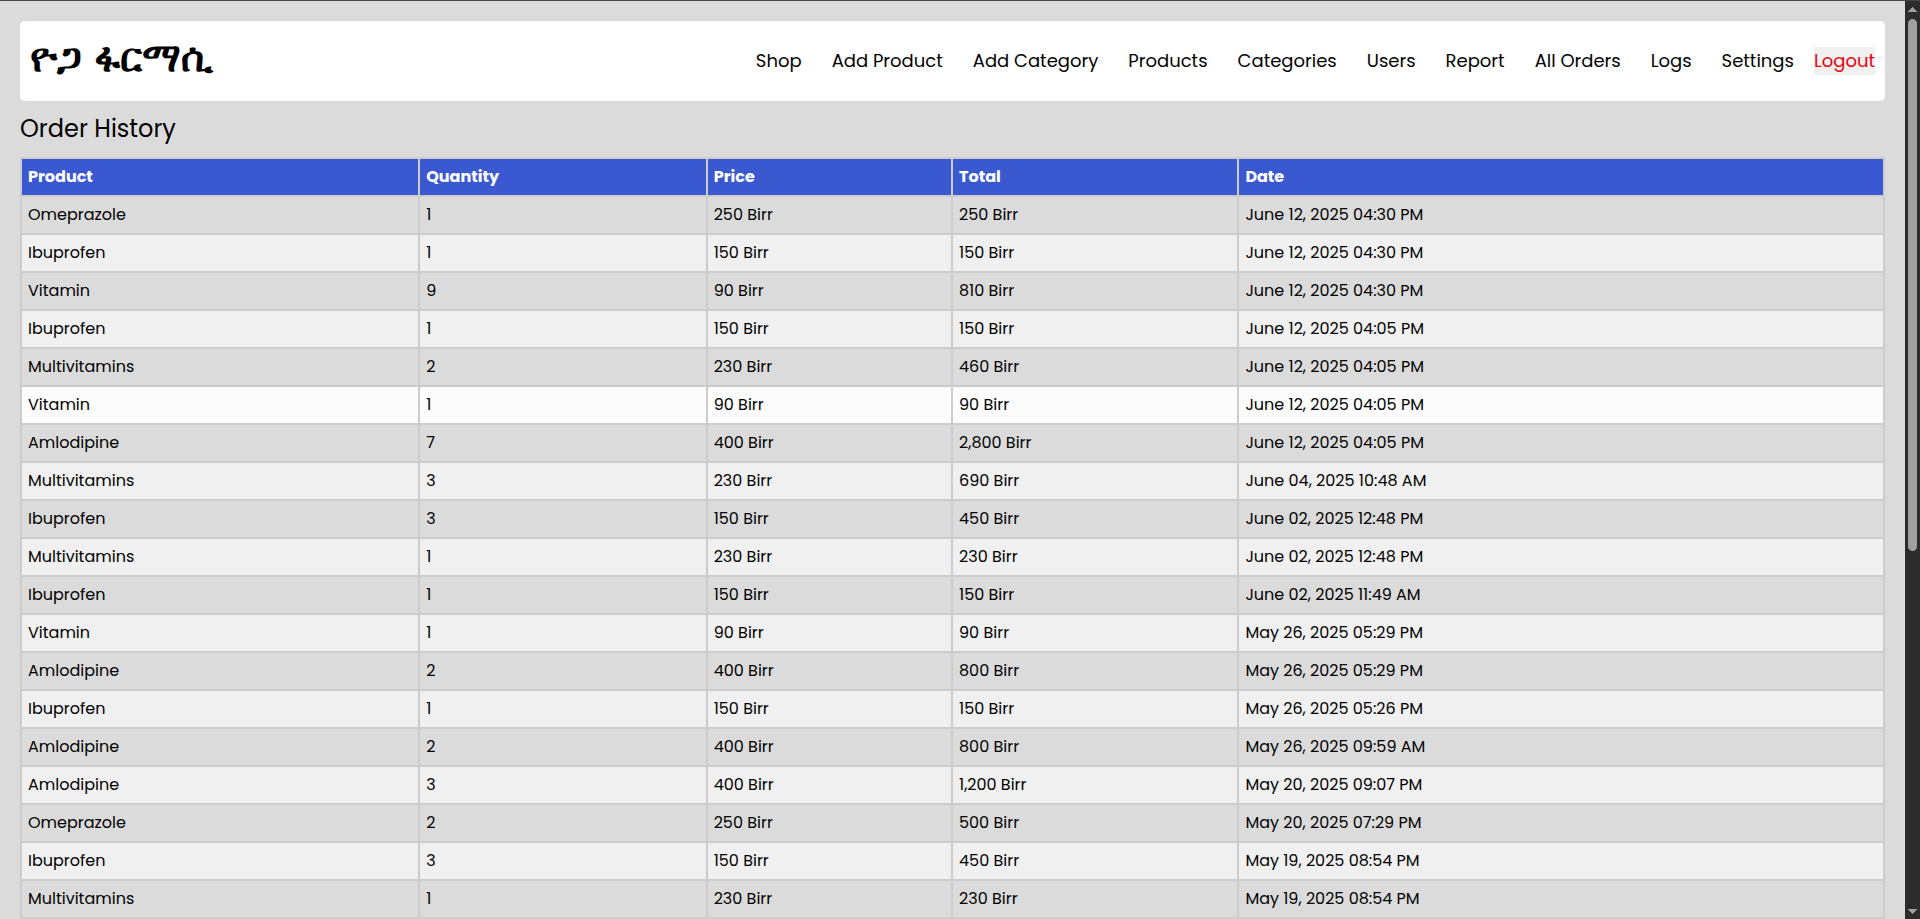 ዮጋ ፋርማሲ
Shop Add Product Add Category Products Categories Users Report All Orders Logs Settings Logout
Order History
Product Quantity Price Total Date
Omeprazole 1 250 Birr 250 Birr June 12, 2025 04:30 PM
Ibuprofen 1 150 Birr 150 Birr June 12, 2025 04:30 PM
Vitamin 9 90 Birr 810 Birr June 12, 2025 04:30 PM
Ibuprofen 1 150 Birr 150 Birr June 12, 2025 04:05 PM
Multivitamins 2 230 Birr 460 Birr June 12, 2025 04:05 PM
Vitamin 1 90 Birr 90 Birr June 12, 2025 04:05 PM
Amlodipine 7 400 Birr 2,800 Birr June 12, 2025 04:05 PM
Multivitamins 3 230 Birr 690 Birr June 04, 2025 10:48 AM
Ibuprofen 3 150 Birr 450 Birr June 02, 2025 12:48 PM
Multivitamins 1 230 Birr 230 Birr June 02, 2025 12:48 PM
Ibuprofen 1 150 Birr 150 Birr June 02, 2025 11:49 AM
Vitamin 1 90 Birr 90 Birr May 26, 2025 05:29 PM
Amlodipine 2 400 Birr 800 Birr May 26, 2025 05:29 PM
Ibuprofen 1 150 Birr 150 Birr May 26, 2025 05:26 PM
Amlodipine 2 400 Birr 800 Birr May 26, 2025 09:59 AM
Amlodipine 3 400 Birr 1,200 Birr May 20, 2025 09:07 PM
Omeprazole 2 250 Birr 500 Birr May 20, 2025 07:29 PM
Ibuprofen 3 150 Birr 450 Birr May 19, 2025 08:54 PM
Multivitamins 1 230 Birr 230 Birr May 19, 2025 08:54 PM